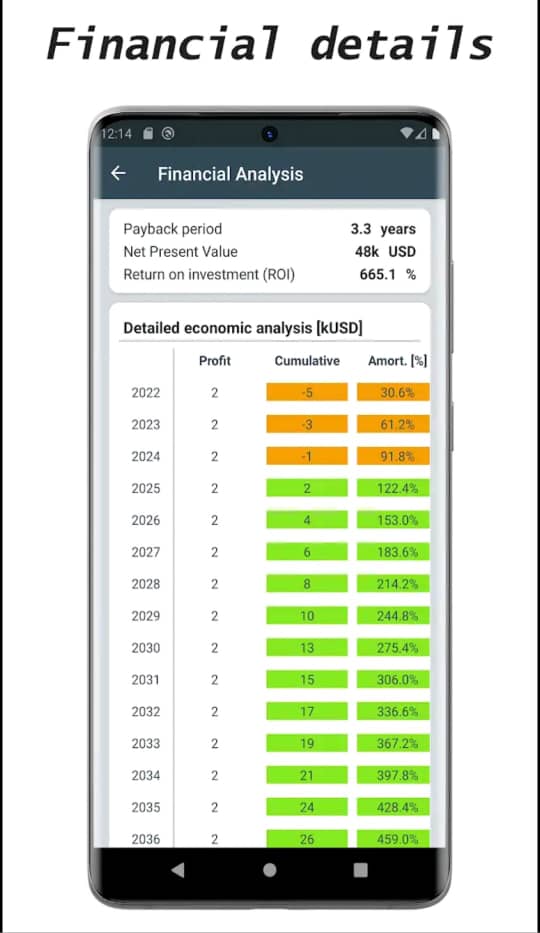 Financial details
12:14
Financial Analysis
Payback period 3.3 years
Net Present Value 48k USD
Return on investment (ROI) 665.1 %
Detailed economic analysis [kUSD]
Profit Cumulative Amort. [%]
2022 2 -5 30.6%
2023 2 -3 61.2%
2024 2 -1 91.8%
2025 2 2 122.4%
2026 2 4 153.0%
2027 2 6 183.6%
2028 2 8 214.2%
2029 2 10 244.8%
2030 2 13 275.4%
2031 2 15 306.0%
2032 2 17 336.6%
2033 2 19 367.2%
2034 2 21 397.8%
2035 2 24 428.4%
2036 2 26 459.0%